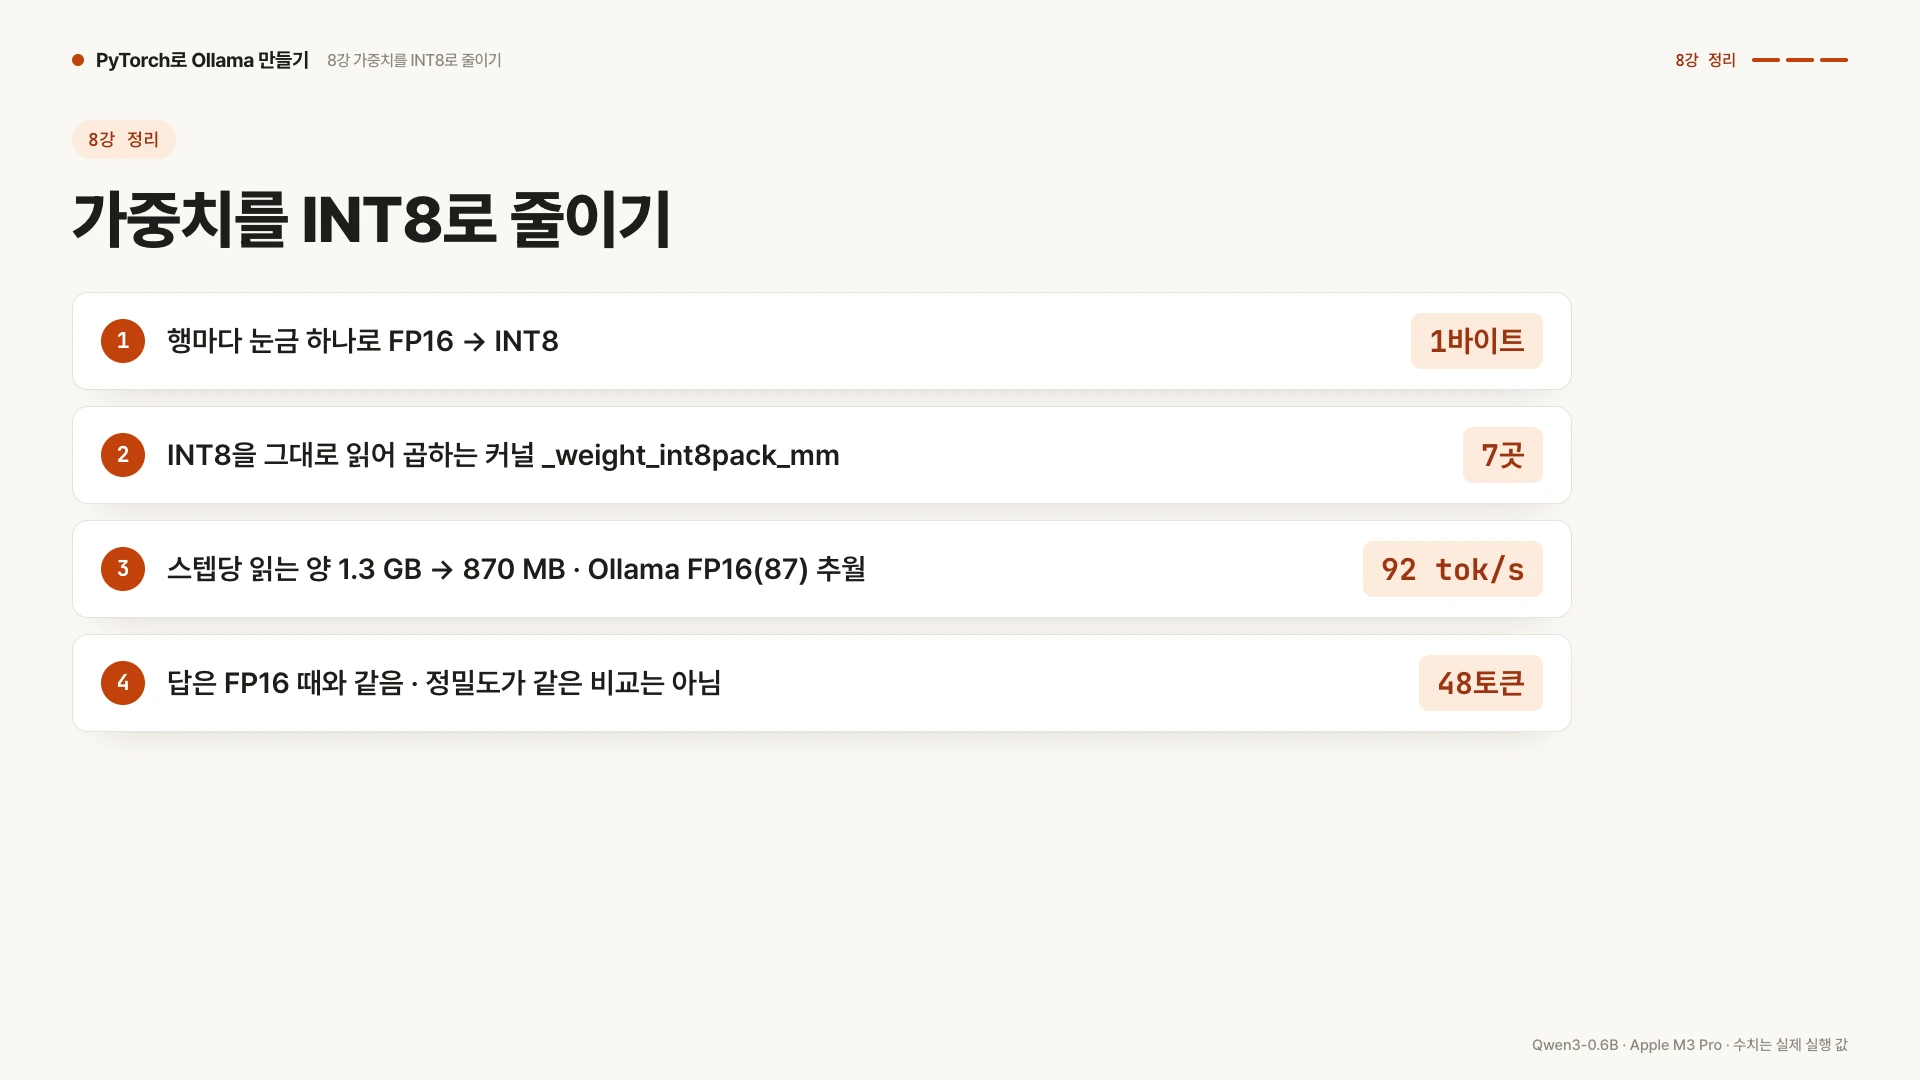 PyTorch로 Ollama 만들기 8강 가중치를 INT8로 줄이기
8강 정리
8강 정리
가중치를 INT8로 줄이기
1 행마다 눈금 하나로 FP16 → INT8 1바이트
2 INT8을 그대로 읽어 곱하는 커널 _weight_int8pack_mm 7곳
3 스텝당 읽는 양 1.3 GB → 870 MB · Ollama FP16(87) 추월 92 tok/s
4 답은 FP16 때와 같음 · 정밀도가 같은 비교는 아님 48토큰
Qwen3-0.6B · Apple M3 Pro · 수치는 실제 실행 값